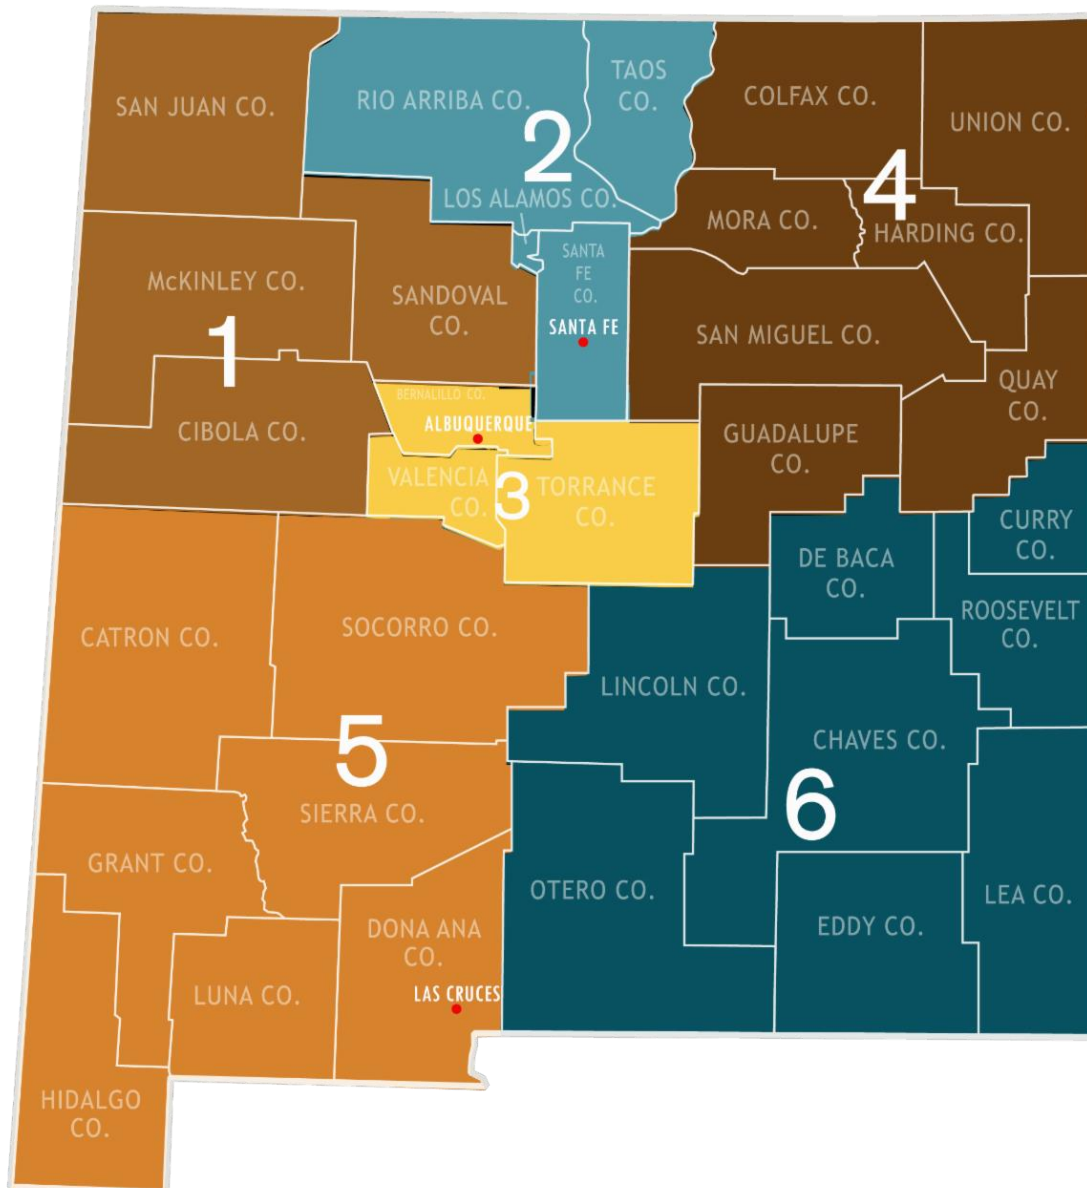 SAN JUAN CO.
RIO ARRIBA CO.
TAOS
CO.
COLFAX CO.
UNION CO.
2
4
LOS ALAMOS CO.
MORA CO.
HARDING CO.
McKINLEY CO.
SANDOVAL
CO.
SANTA
FE
CO.
SANTA FE
SAN MIGUEL CO.
1
QUAY
CO.
BERNALILLO CO.
ALBUQUERQUE
CIBOLA CO.
GUADALUPE
CO.
VALENCIA
CO.
3
TORRANCE
CO.
CURRY
CO.
DE BACA
CO.
ROOSEVELT
CO.
CATRON CO.
SOCORRO CO.
LINCOLN CO.
5
CHAVES CO.
6
SIERRA CO.
GRANT CO.
OTERO CO.
LEA CO.
DONA ANA
CO.
EDDY CO.
LUNA CO.
LAS CRUCES
HIDALGO
CO.